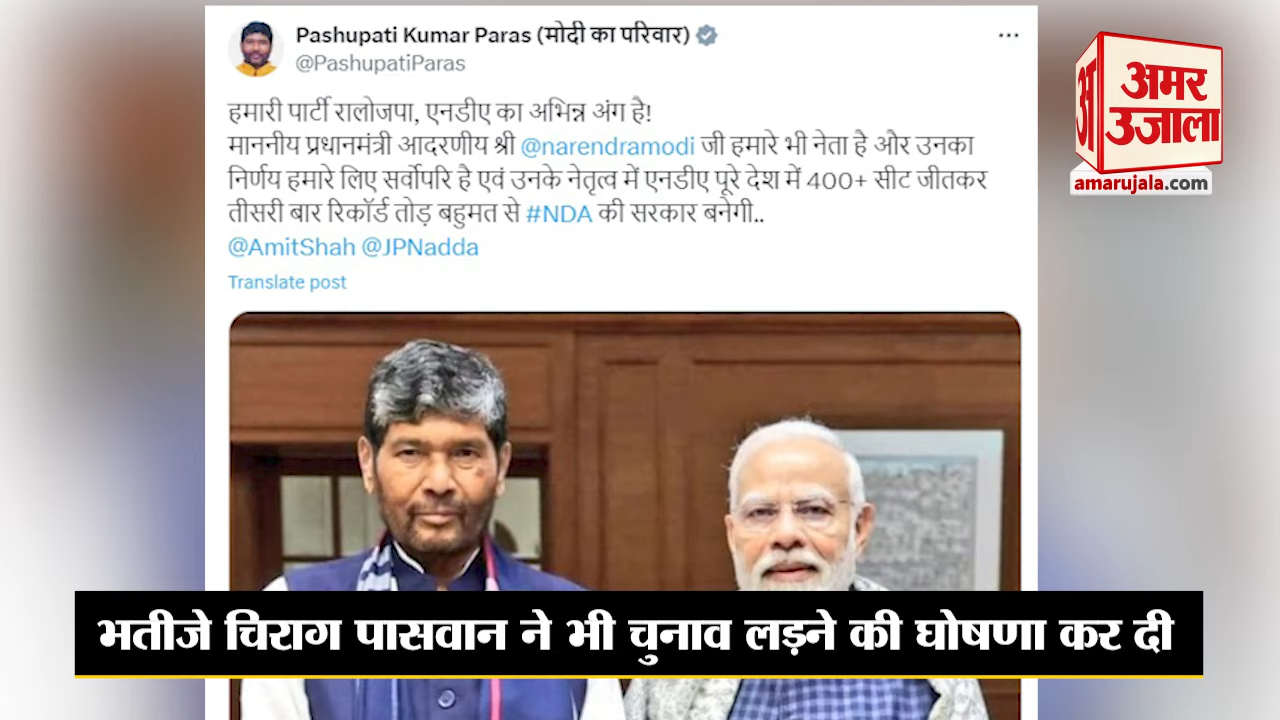 Pashupati Kumar Paras (मोदी का परिवार)
@PashupatiParas
हमारी पार्टी रालोजपा, एनडीए का अभिन्न अंग है!
माननीय प्रधानमंत्री आदरणीय श्री @narendramodi जी हमारे भी नेता है और उनका
निर्णय हमारे लिए सर्वोपरि है एवं उनके नेतृत्व में एनडीए पूरे देश में 400+ सीट जीतकर
तीसरी बार रिकॉर्ड तोड़ बहुमत से #NDA की सरकार बनेगी..
@AmitShah @JPNadda
Translate post
अ
अमर
उजाला
amarujala.com
भतीजे चिराग पासवान ने भी चुनाव लड़ने की घोषणा कर दी